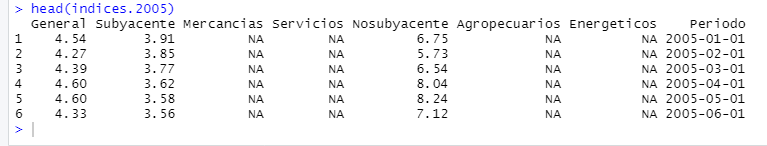 > head(indices.2005)
  General Subyacente Mercancias Servicios Nosubyacente Agropecuarios Energeticos    Periodo
1    4.54       3.91         NA        NA         6.75            NA          NA 2005-01-01
2    4.27       3.85         NA        NA         5.73            NA          NA 2005-02-01
3    4.39       3.77         NA        NA         6.54            NA          NA 2005-03-01
4    4.60       3.62         NA        NA         8.04            NA          NA 2005-04-01
5    4.60       3.58         NA        NA         8.24            NA          NA 2005-05-01
6    4.33       3.56         NA        NA         7.12            NA          NA 2005-06-01
>